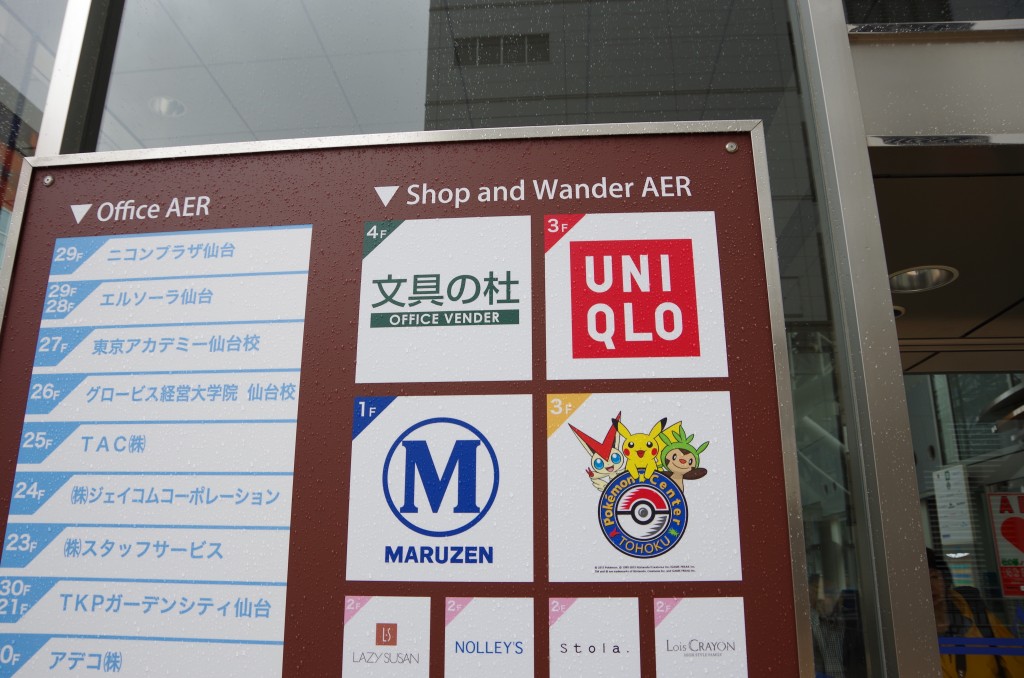 ▼ Office AER
29F ニコンプラザ仙台
29F 28F エルソーラ仙台
27F 東京アカデミー仙台校
26F グロービス経営大学院 仙台校
25F TAC㈱
24F ㈱ジェイコムコーポレーション
23F ㈱スタッフサービス
30F 21F TKPガーデンシティ仙台
0F アデコ㈱
▼ Shop and Wander AER
4F
文具の杜
OFFICE VENDER
3F
UNI
QLO
1F
M
MARUZEN
3F
Pokémon Center
TOHOKU
2F
LS
LAZY SUSAN
2F
NOLLEY'S
2F
Stola.
2F
Lois CRAYON